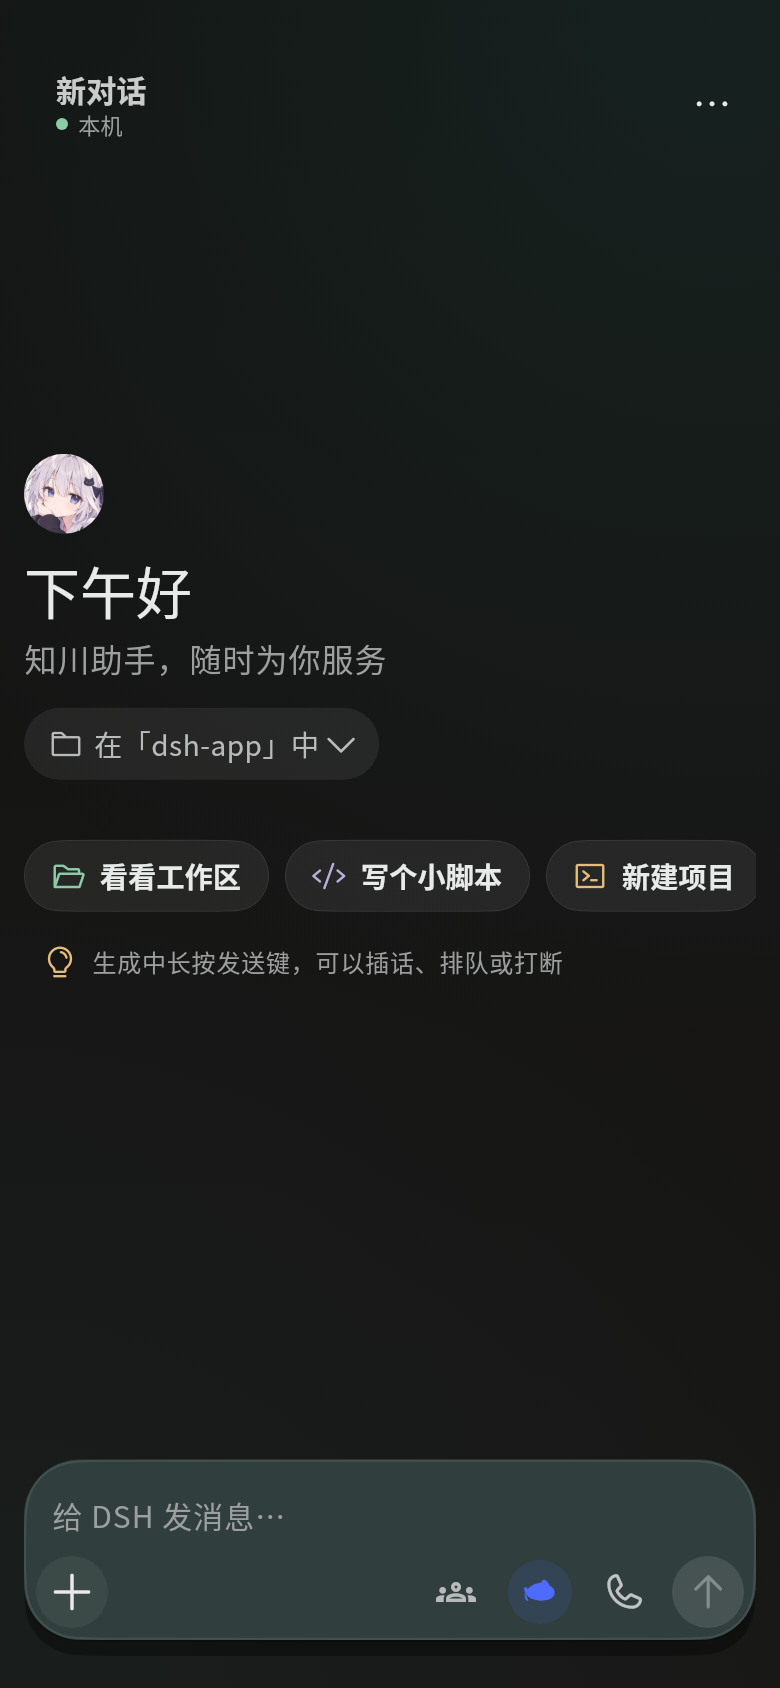 新对话
本机
下午好
知川助手，随时为你服务
在「dsh-app」中
看看工作区
写个小脚本
新建项目
生成中长按发送键，可以插话、排队或打断
给 DSH 发消息…